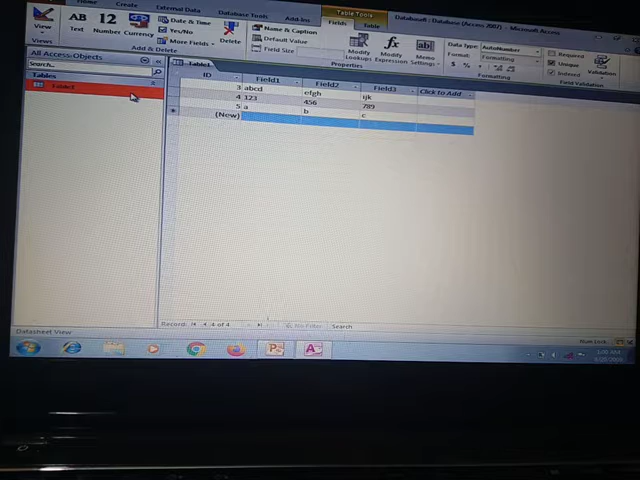 Home Create External Data Database Tools Add-Ins Fields Table
Table Tools
Database8 : Database (Access 2007) - Microsoft Access
View
Views
AB
Text
12
Number
Currency
Date & Time
Yes/No
More Fields
Delete
Add & Delete
Name & Caption
Default Value
Field Size
Modify Lookups
fx
Modify Expression
ab
Memo Settings
Properties
Data Type: AutoNumber
Format: Formatting
$ %
Formatting
Required
Unique
Indexed
Validation
Field Validation
All Access Objects
Search...
Tables
Table1
Table1
ID Field1 Field2 Field3 Click to Add
3 abcd efgh ijk
4 123 456 789
5 a b c
(New)
Record: 4 of 4 No Filter Search
Datasheet View
Num Lock